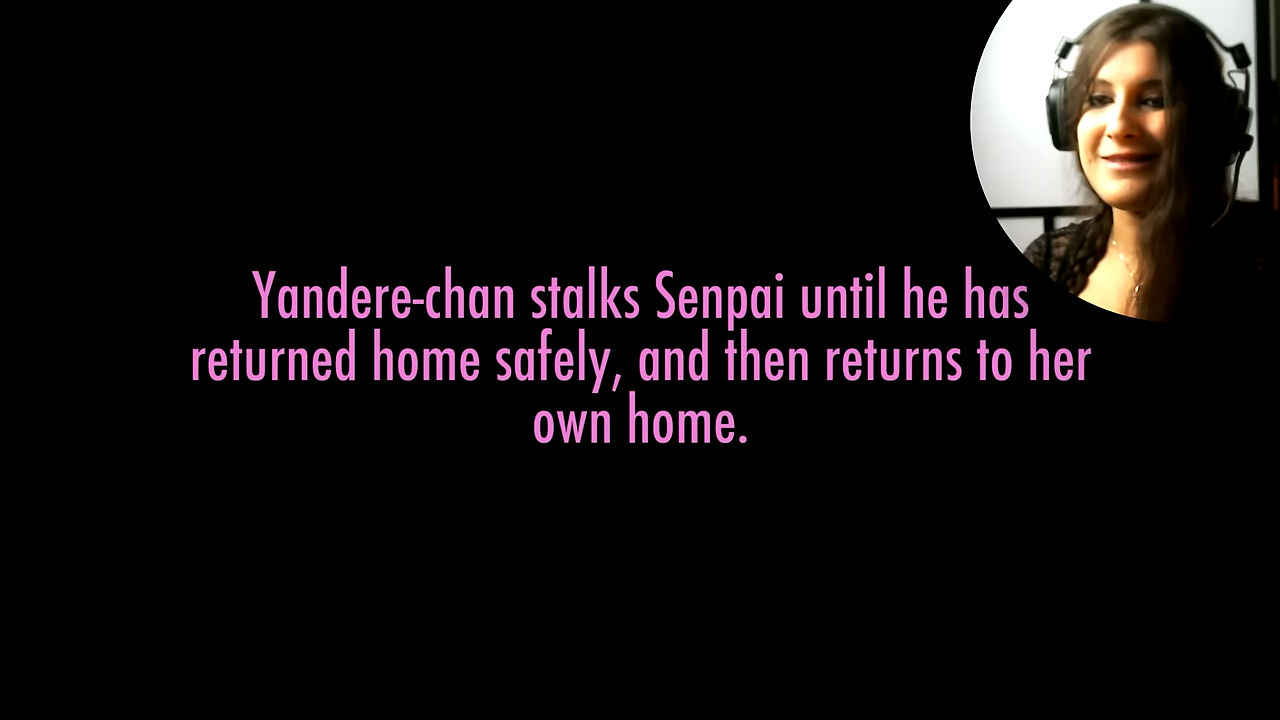 Yandere-chan stalks Senpai until he has
returned home safely, and then returns to her
own home.